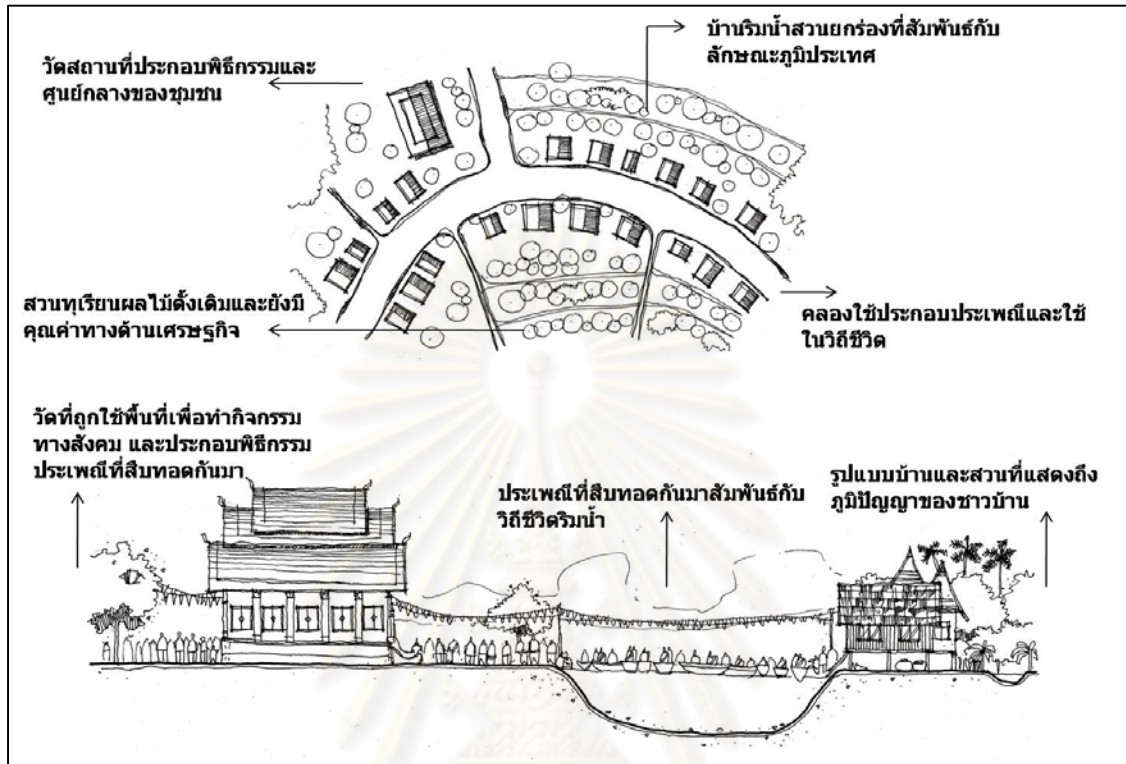 บ้านริมน้ำสวนยกร่องที่สัมพันธ์กับ
ลักษณะภูมิประเทศ
วัดสถานที่ประกอบพิธีกรรมและ
ศูนย์กลางของชุมชน
สวนทุเรียนผลไม้ดั้งเดิมและยังมี
คุณค่าทางด้านเศรษฐกิจ
คลองใช้ประกอบประเพณีและใช้
ในวิถีชีวิต
วัดที่ถูกใช้พื้นที่เพื่อทำกิจกรรม
ทางสังคม และประกอบพิธีกรรม
ประเพณีที่สืบทอดกันมา
ประเพณีที่สืบทอดกันมาสัมพันธ์กับ
วิถีชีวิตริมน้ำ
รูปแบบบ้านและสวนที่แสดงถึง
ภูมิปัญญาของชาวบ้าน